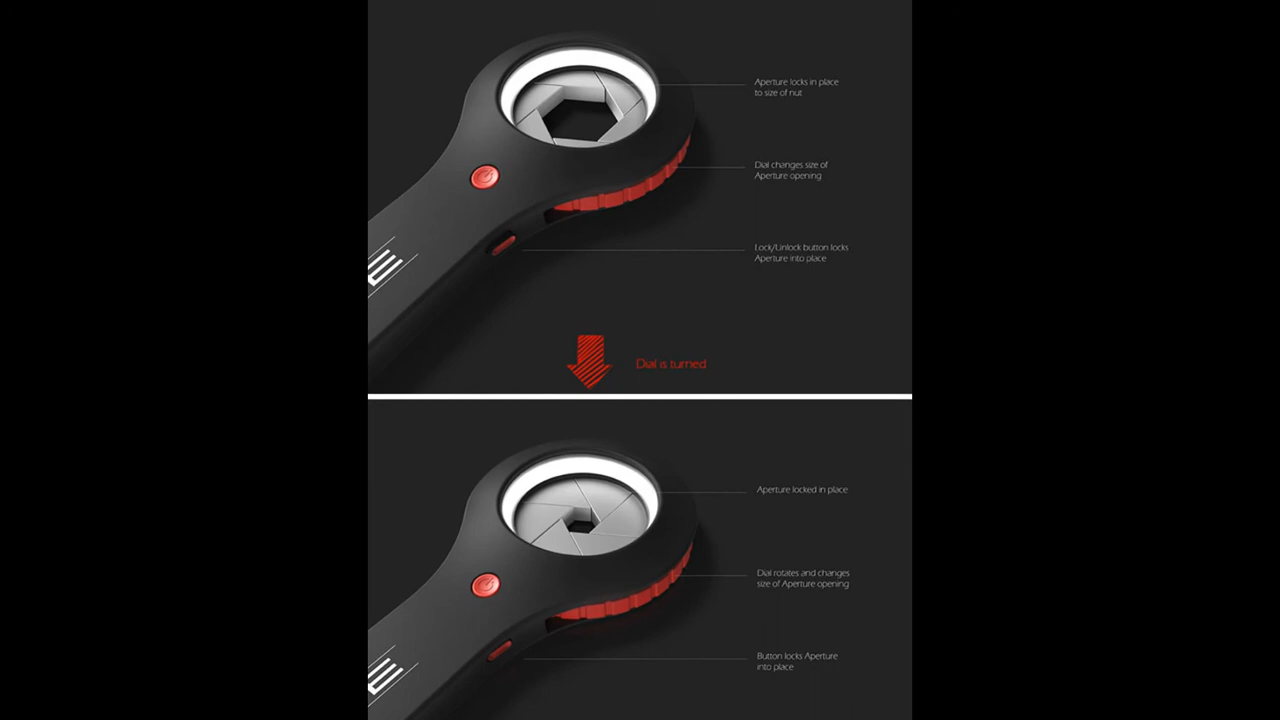 Aperture locks in place
to size of nut
Dial changes size of
Aperture opening
Lock/Unlock button locks
Aperture into place
Dial is turned
Aperture locked in place
Dial rotates and changes
size of Aperture opening
Button locks Aperture
into place